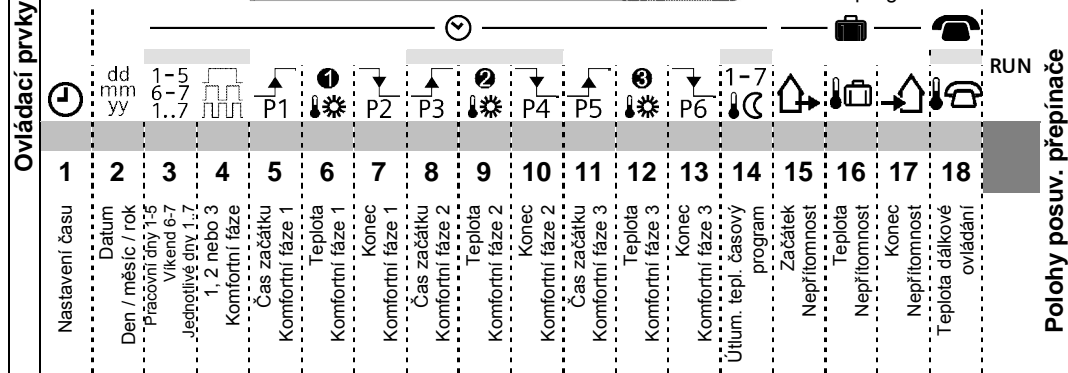 Ovládací prvky
dd
mm
yy
1-5
6-7
1..7
P1
1
P2
P3
2
P4
P5
3
P6
1-7
RUN
1 2 3 4 5 6 7 8 9 10 11 12 13 14 15 16 17 18
Nastavení času
Datum
Den / měsíc / rok
Pracovní dny 1-5
Víkend 6-7
Jednotlivé dny 1..7
1, 2 nebo 3
Komfortní fáze
Čas začátku
Komfortní fáze 1
Teplota
Komfortní fáze 1
Konec
Komfortní fáze 1
Čas začátku
Komfortní fáze 2
Teplota
Komfortní fáze 2
Konec
Komfortní fáze 2
Čas začátku
Komfortní fáze 3
Teplota
Komfortní fáze 3
Konec
Komfortní fáze 3
Útlum. tepl. časový
program
Začátek
Nepřítomnost
Teplota
Nepřítomnost
Konec
Nepřítomnost
Teplota dálkové
ovládání
Polohy posuv. přepínače